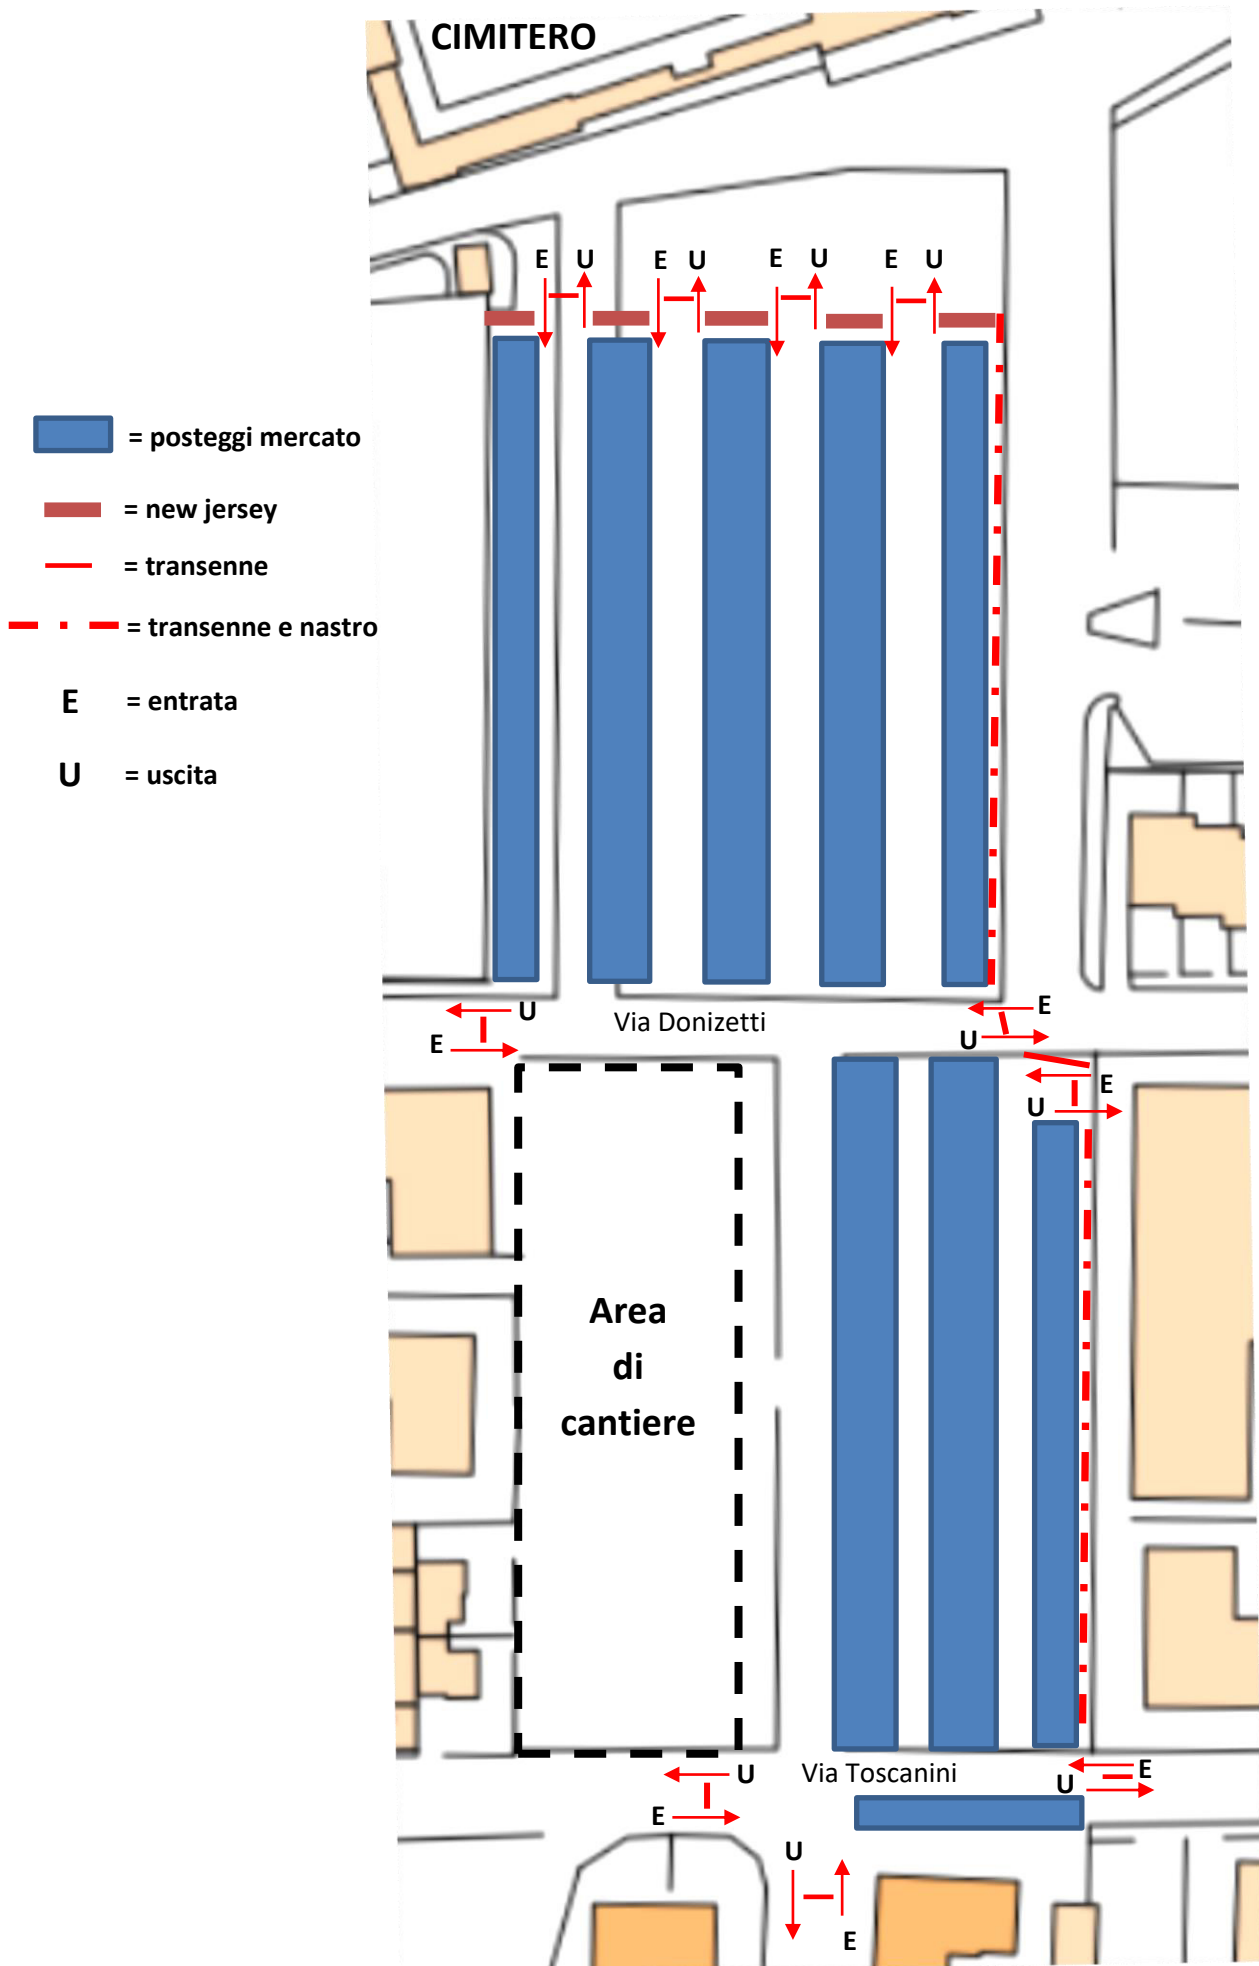 CIMITERO
E U E U E U E U
= posteggi mercato
= new jersey
= transenne
= transenne e nastro
E = entrata
U = uscita
U
E
Via Donizetti
E
U
E
U
Area
di
cantiere
U
E
Via Toscanini
E
U
U
E